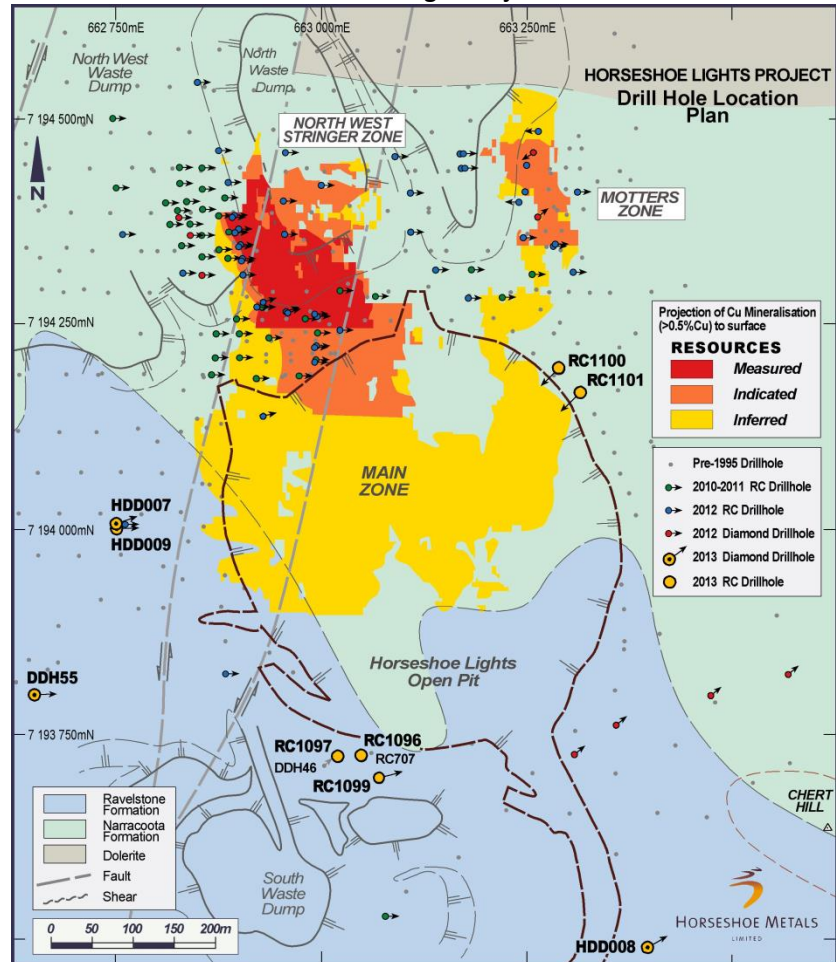 662 750mE
663 000mE
663 250mE
North West
Waste
Dump
North
Waste
Dump
HORSESHOE LIGHTS PROJECT
Drill Hole Location
Plan
7 194 500mN
NORTH WEST
STRINGER ZONE
N
MOTTERS
ZONE
7 194 250mN
Projection of Cu Mineralisation
(>0.5%Cu) to surface
RESOURCES
Measured
Indicated
Inferred
RC1100
RC1101
MAIN
ZONE
Pre-1995 Drillhole
2010-2011 RC Drillhole
2012 RC Drillhole
2012 Diamond Drillhole
2013 Diamond Drillhole
2013 RC Drillhole
HDD007
7 194 000mN
HDD009
Horseshoe Lights
Open Pit
DDH55
7 193 750mN
RC1097
RC1096
DDH46
RC707
RC1099
CHERT
HILL
Ravelstone
Formation
Narracoota
Formation
Dolerite
Fault
Shear
0 50 100 150 200m
South
Waste
Dump
HORSESHOE METALS
LIMITED
HDD008